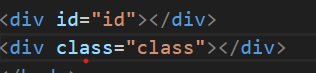 <div id="id"></div>
<div class="class"></div>